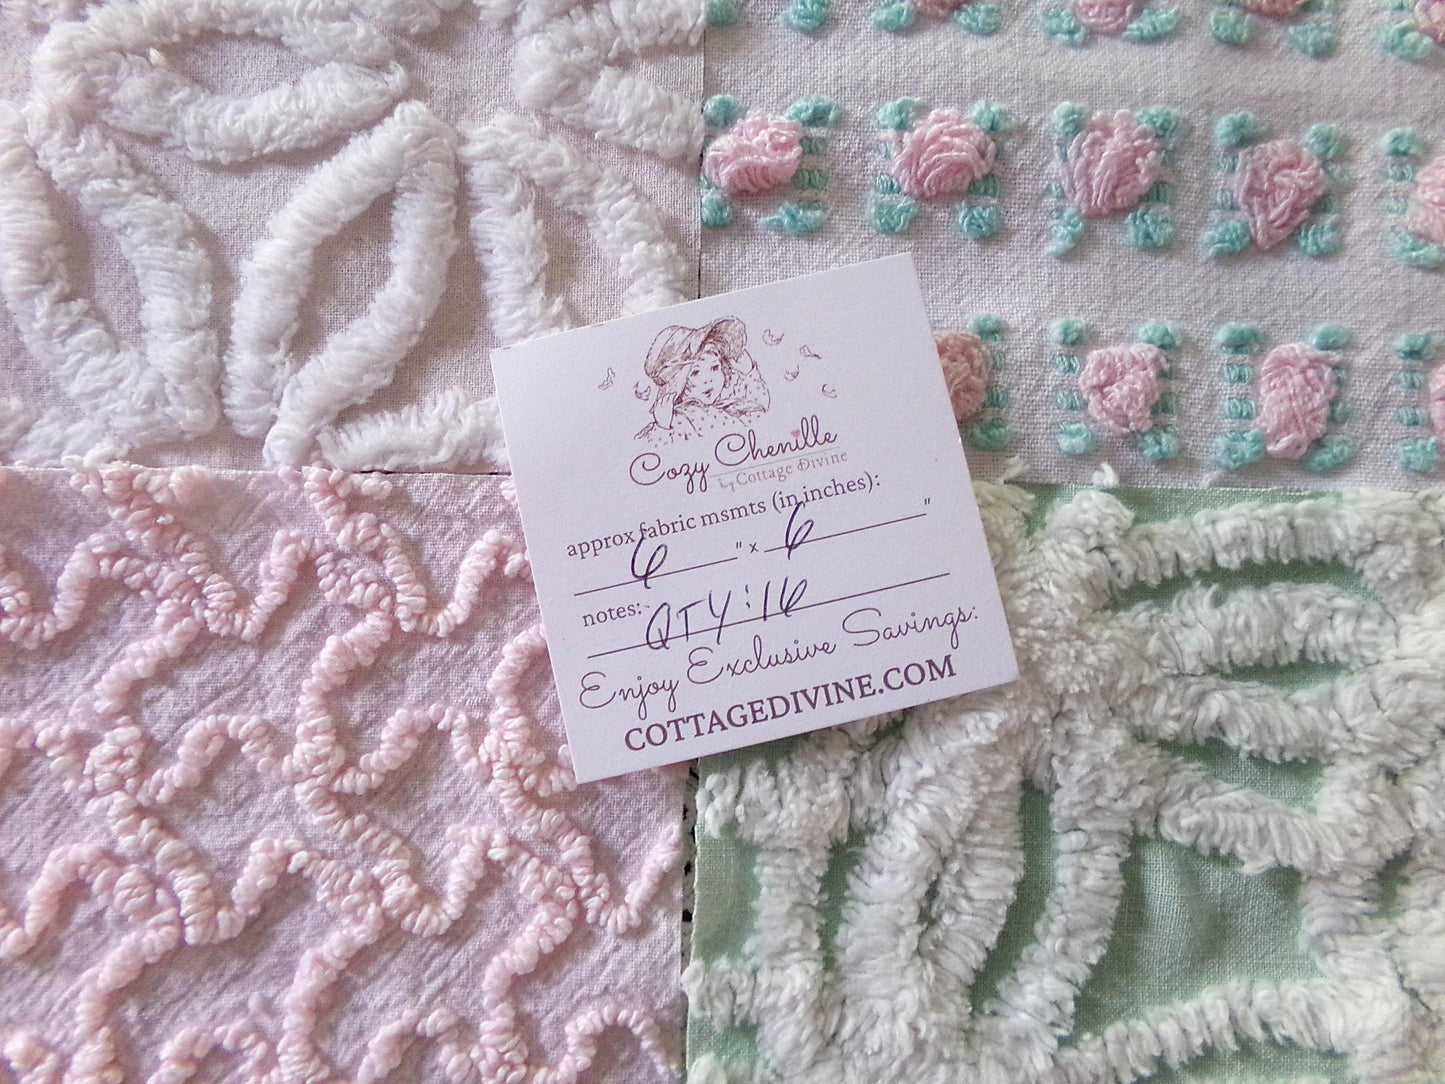 Cozy Chenille
by Cottage Divine
approx fabric msmts (in inches):
6 " x 6 "
notes: QTY: 16
Enjoy Exclusive Savings:
COTTAGEDIVINE.COM